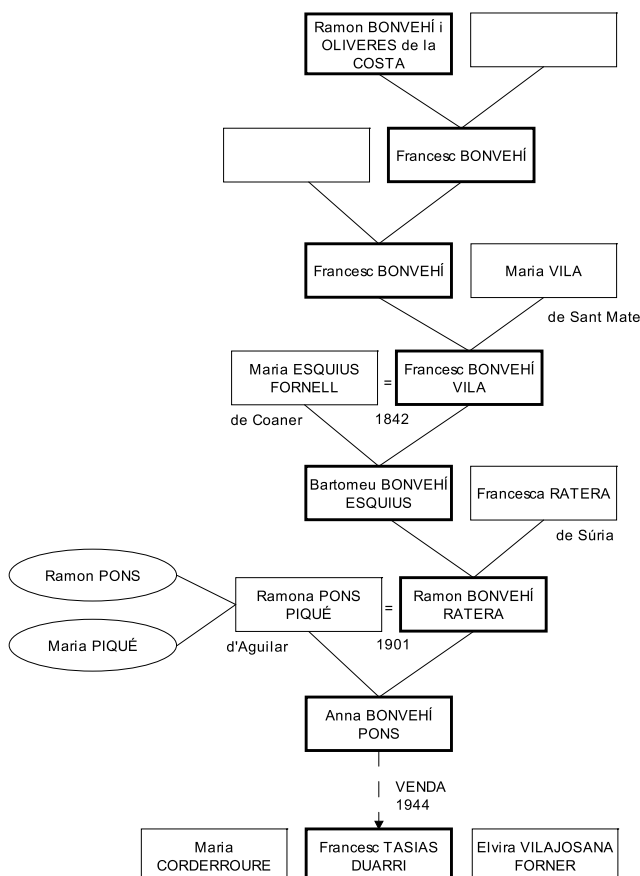 Ramon BONVEHÍ i
OLIVERES de la
COSTA
Francesc BONVEHÍ
Francesc BONVEHÍ
Maria VILA
de Sant Mate
Maria ESQUIUS
FORNELL
=
Francesc BONVEHÍ
VILA
de Coaner
1842
Bartomeu BONVEHÍ
ESQUIUS
Francesca RATERA
de Súria
Ramon PONS
Maria PIQUÉ
Ramona PONS
PIQUÉ
=
Ramon BONVEHÍ
RATERA
d'Aguilar
1901
Anna BONVEHÍ
PONS
VENDA
1944
Maria
CORDERROURE
Francesc TASIAS
DUARRI
Elvira VILAJOSANA
FORNER